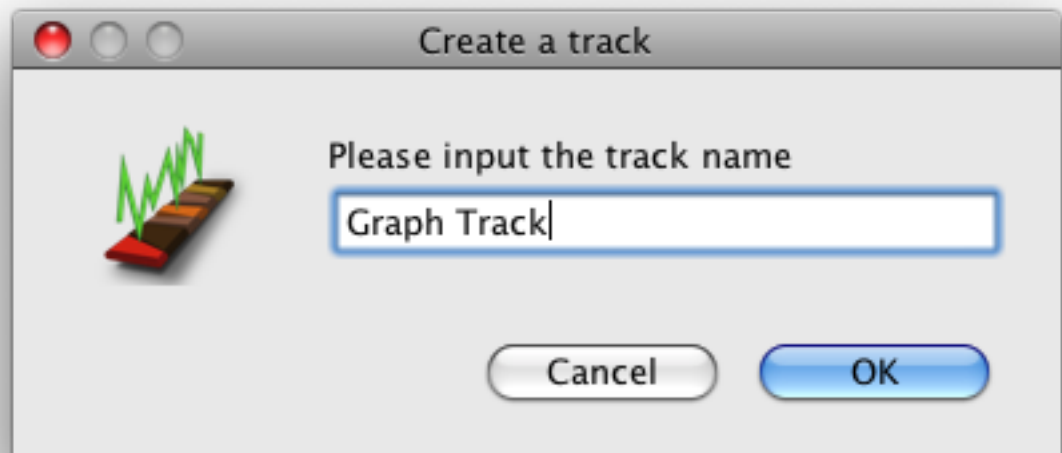 Create a track
Please input the track name
Graph Track
Cancel OK